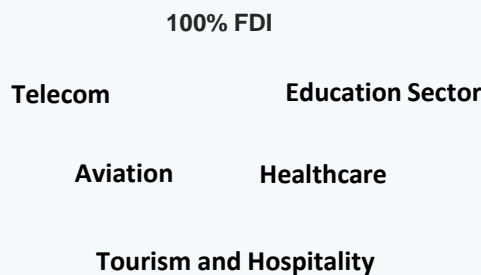 100% FDI
Telecom
Education Sector
Aviation
Healthcare
Tourism and Hospitality